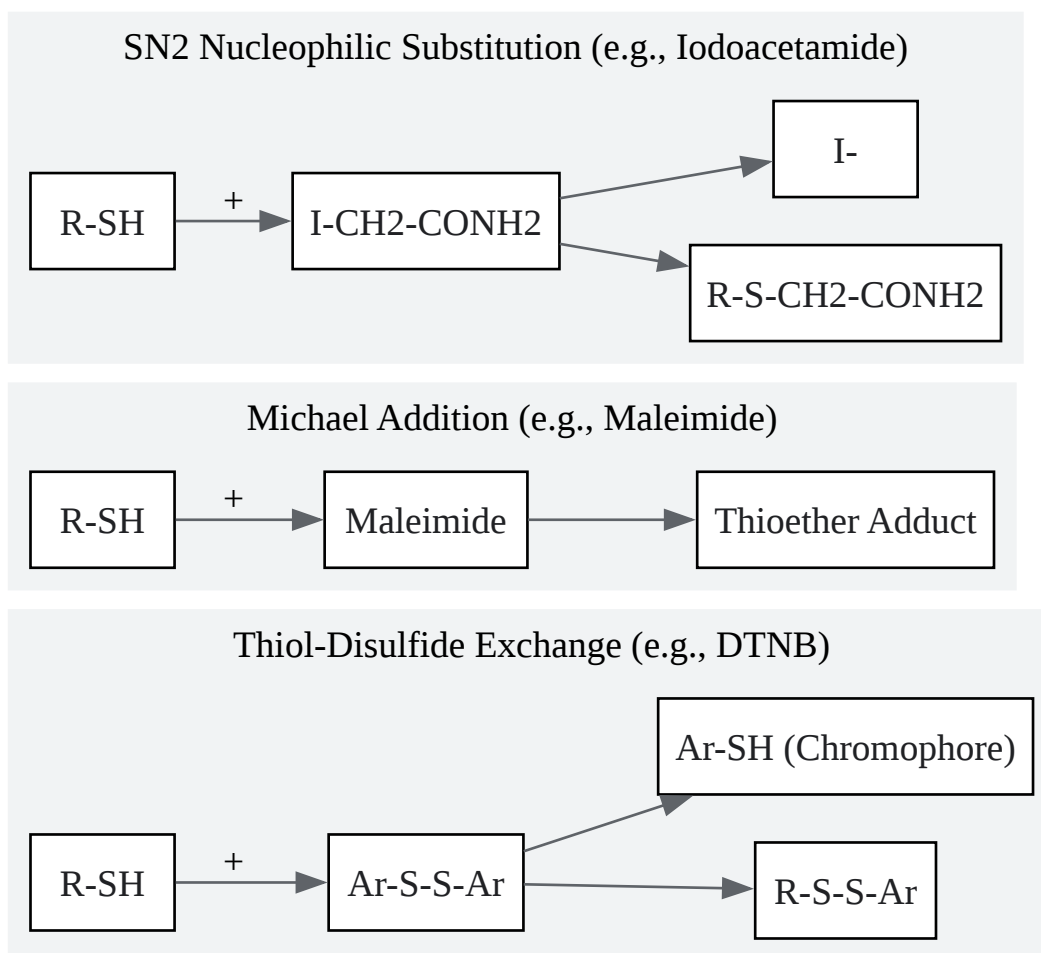 SN2 Nucleophilic Substitution (e.g., Iodoacetamide)
I-
R-SH
+
I-CH2-CONH2
R-S-CH2-CONH2
Michael Addition (e.g., Maleimide)
R-SH
+
Maleimide
Thioether Adduct
Thiol-Disulfide Exchange (e.g., DTNB)
Ar-SH (Chromophore)
R-SH
+
Ar-S-S-Ar
R-S-S-Ar